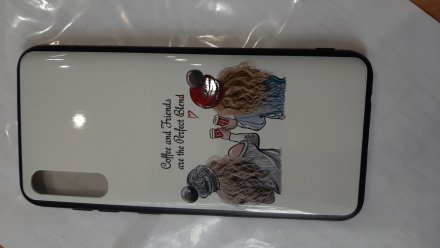 Coffee and Friends
are the Perfect Blend